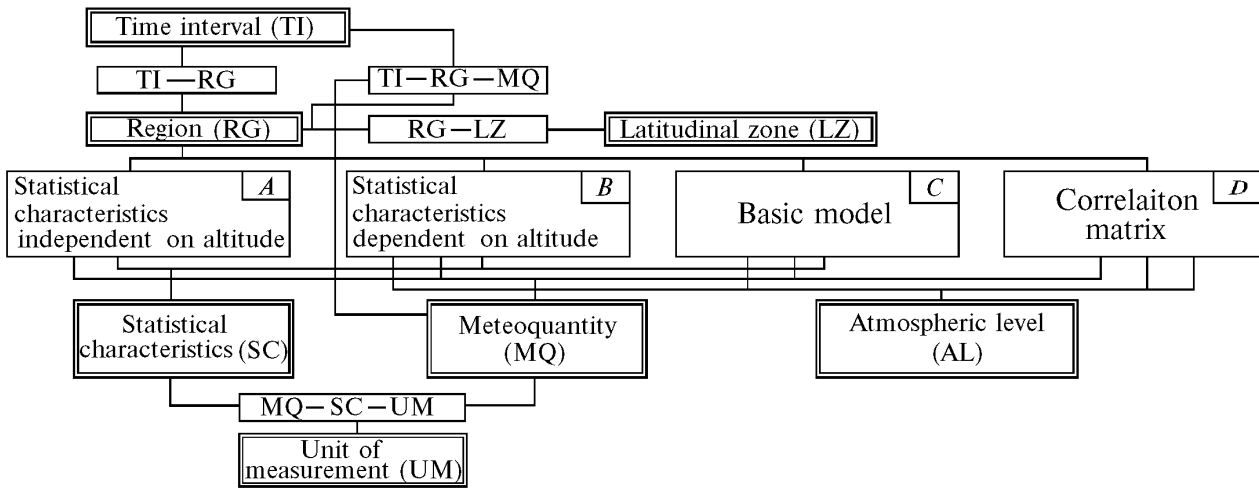 Time interval (TI)
TI—RG
TI—RG—MQ
Region (RG)
RG—LZ
Latitudinal zone (LZ)
Statistical
characteristics
independent on altitude
A
Statistical
characteristics
dependent on altitude
B
Basic model
C
Correlaiton
matrix
D
Statistical
characteristics (SC)
Meteoquantity
(MQ)
Atmospheric level
(AL)
MQ—SC—UM
Unit of
measurement (UM)